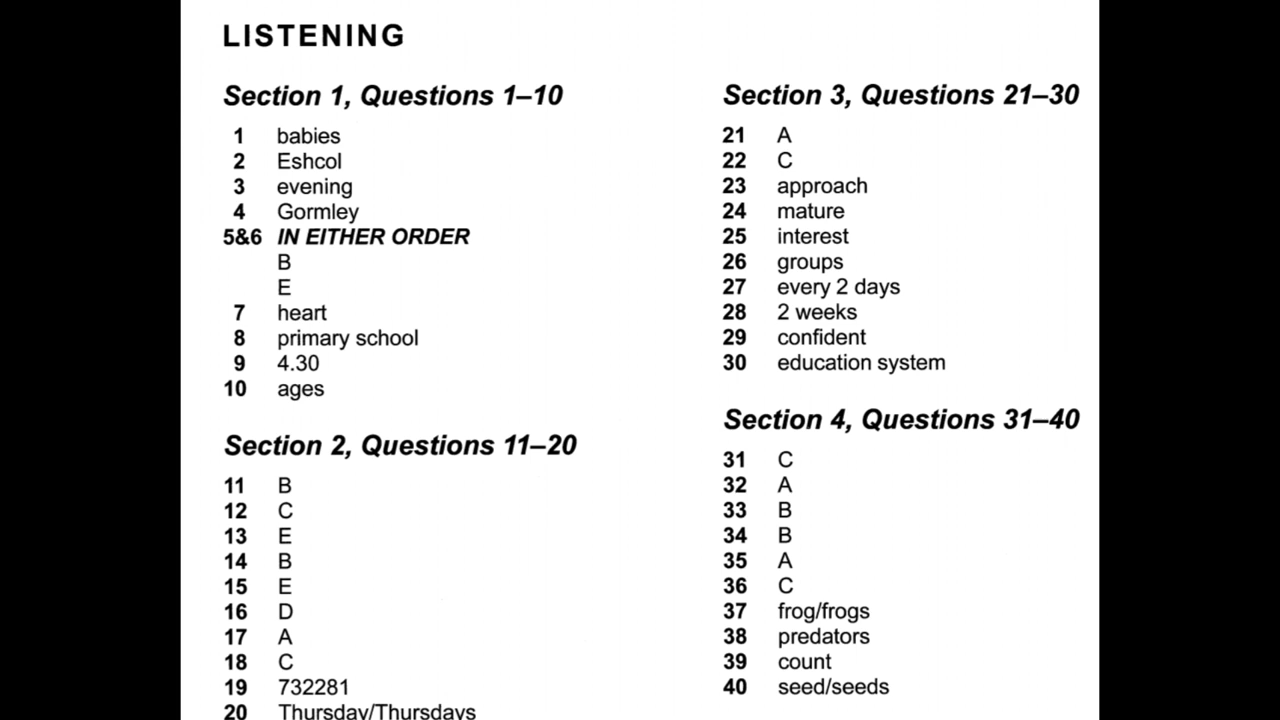 LISTENING
Section 1, Questions 1–10
1 babies
2 Eshcol
3 evening
4 Gormley
5&6 IN EITHER ORDER
B
E
7 heart
8 primary school
9 4.30
10 ages
Section 2, Questions 11–20
11 B
12 C
13 E
14 B
15 E
16 D
17 A
18 C
19 732281
20 Thursday/Thursdays
Section 3, Questions 21–30
21 A
22 C
23 approach
24 mature
25 interest
26 groups
27 every 2 days
28 2 weeks
29 confident
30 education system
Section 4, Questions 31–40
31 C
32 A
33 B
34 B
35 A
36 C
37 frog/frogs
38 predators
39 count
40 seed/seeds